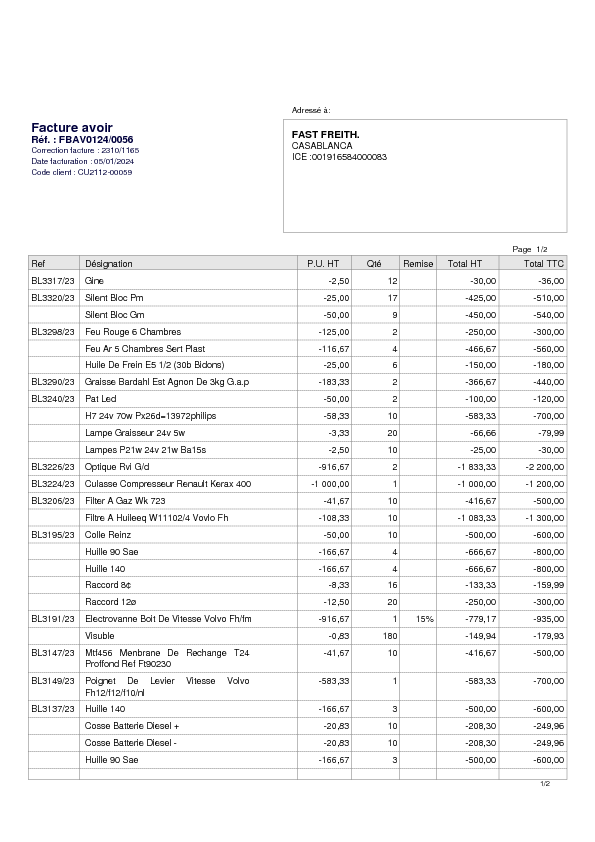 Adressé à:
Facture avoir
Réf. : FBAV0124/0056
Correction facture : 2310/1166
Date facturation : 05/01/2024
Code client : CU2112-00059
FAST FREITH.
CASABLANCA
ICE :001916584000083
Page 1/2
Ref Désignation P.U. HT Qté Remise Total HT Total TTC
BL3317/23 Gine -2,50 12 -30,00 -36,00
BL3320/23 Silent Bloc Pm -25,00 17 -425,00 -510,00
Silent Bloc Gm -50,00 9 -450,00 -540,00
BL3298/23 Feu Rouge 6 Chambres -125,00 2 -250,00 -300,00
Feu Ar 5 Chambres Sert Plast -116,67 4 -466,67 -560,00
Huile De Frein E5 1/2 (30b Bidons) -25,00 6 -150,00 -180,00
BL3290/23 Graisse Bardahl Est Agnon De 3kg G.a.p -183,33 2 -366,67 -440,00
BL3240/23 Pat Led -50,00 2 -100,00 -120,00
H7 24v 70w Px26d=13972philips -58,33 10 -583,33 -700,00
Lampe Graisseur 24v 5w -3,33 20 -66,66 -79,99
Lampes P21w 24v 21w Ba15s -2,50 10 -25,00 -30,00
BL3226/23 Optique Rvi G/d -916,67 2 -1 833,33 -2 200,00
BL3224/23 Culasse Compresseur Renault Kerax 400 -1 000,00 1 -1 000,00 -1 200,00
BL3206/23 Filter A Gaz Wk 723 -41,67 10 -416,67 -500,00
Filtre A Huileeq W11102/4 Vovlo Fh -108,33 10 -1 083,33 -1 300,00
BL3195/23 Colle Reinz -50,00 10 -500,00 -600,00
Huille 90 Sae -166,67 4 -666,67 -800,00
Huille 140 -166,67 4 -666,67 -800,00
Raccord 8¢ -8,33 16 -133,33 -159,99
Raccord 12ø -12,50 20 -250,00 -300,00
BL3191/23 Electrovanne Boit De Vitesse Volvo Fh/fm -916,67 1 15% -779,17 -935,00
Visuble -0,83 180 -149,94 -179,93
BL3147/23 Mtf456 Menbrane De Rechange T24 -41,67 10 -416,67 -500,00
Proffond Ref Ft90230
BL3149/23 Poignet De Levier Vitesse Volvo -583,33 1 -583,33 -700,00
Fh12/f12/f10/nl
BL3137/23 Huille 140 -166,67 3 -500,00 -600,00
Cosse Batterie Diesel + -20,83 10 -208,30 -249,96
Cosse Batterie Diesel - -20,83 10 -208,30 -249,96
Huille 90 Sae -166,67 3 -500,00 -600,00
1/2